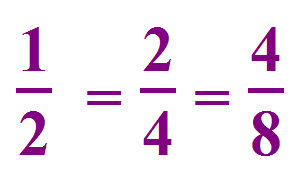 1/2 = 2/4 = 4/8